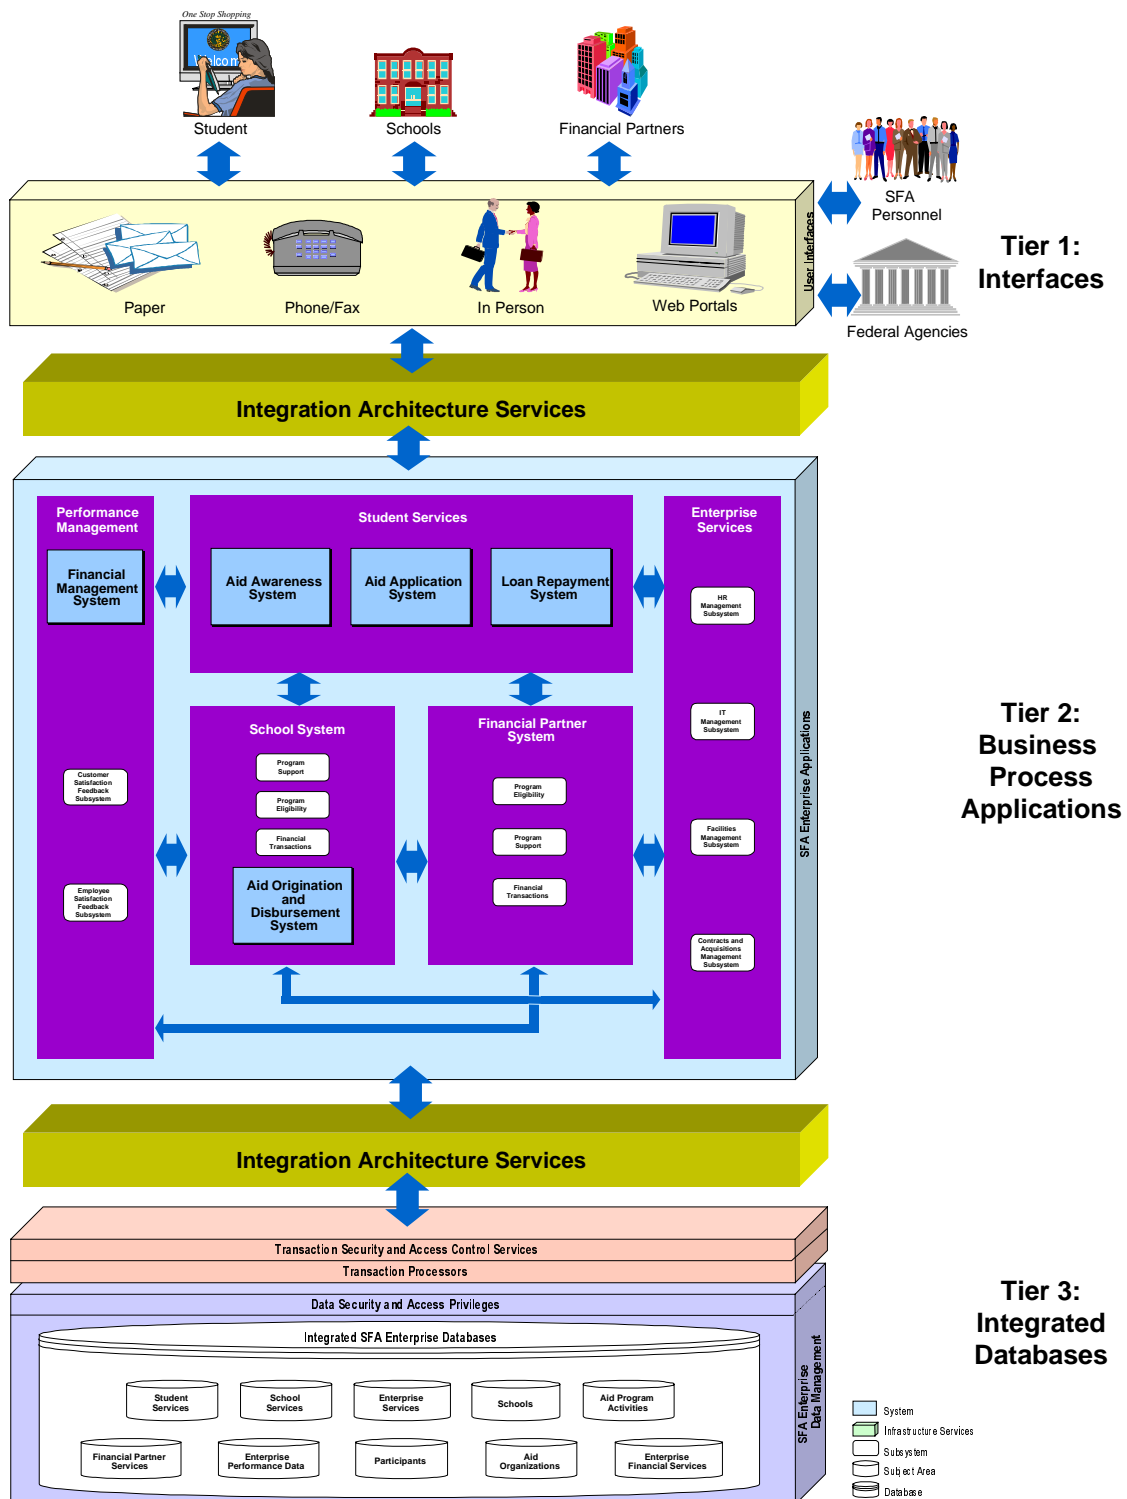 One Stop Shopping
Welcom
Student
Schools
Financial Partners
SFA
Personnel
Federal Agencies
Paper
Phone/Fax
In Person
Web Portals
User Interfaces
Tier 1:
Interfaces
Integration Architecture Services
Performance
Management
Financial
Management
System
Customer
Satisfaction
Feedback
Subsystem
Employee
Satisfaction
Feedback
Subsystem
Student Services
Aid Awareness
System
Aid Application
System
Loan Repayment
System
School System
Program
Support
Program
Eligibility
Financial
Transactions
Aid Origination
and
Disbursement
System
Financial Partner
System
Program
Eligibility
Program
Support
Financial
Transactions
Enterprise
Services
HR
Management
Subsystem
IT
Management
Subsystem
Facilities
Management
Subsystem
Contracts and
Acquisitions
Management
Subsystem
SFA Enterprise Applications
Tier 2:
Business
Process
Applications
Integration Architecture Services
Transaction Security and Access Control Services
Transaction Processors
Data Security and Access Privileges
Integrated SFA Enterprise Databases
Student
Services
School
Services
Enterprise
Services
Schools
Aid Program
Activities
Financial Partner
Services
Enterprise
Performance Data
Participants
Aid
Organizations
Enterprise
Financial Services
SFA Enterprise
Data Management
Tier 3:
Integrated
Databases
System
Infrastructure Services
Subsystem
Subject Area
Database